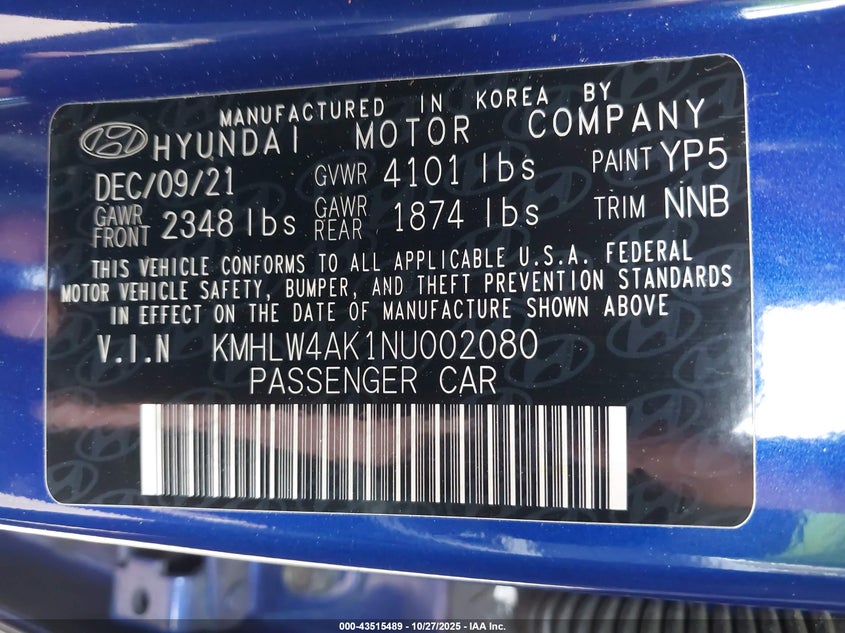 MANUFACTURED IN KOREA BY
HYUNDAI MOTOR COMPANY
DEC/09/21 GVWR 4101 lbs PAINT YP5
GAWR FRONT 2348 lbs GAWR REAR 1874 lbs TRIM NNB
THIS VEHICLE CONFORMS TO ALL APPLICABLE U.S.A. FEDERAL
MOTOR VEHICLE SAFETY, BUMPER, AND THEFT PREVENTION STANDARDS
IN EFFECT ON THE DATE OF MANUFACTURE SHOWN ABOVE
V.I.N KMHLW4AK1NU002080
PASSENGER CAR
000-43515489 - 10/27/2025 - IAA Inc.